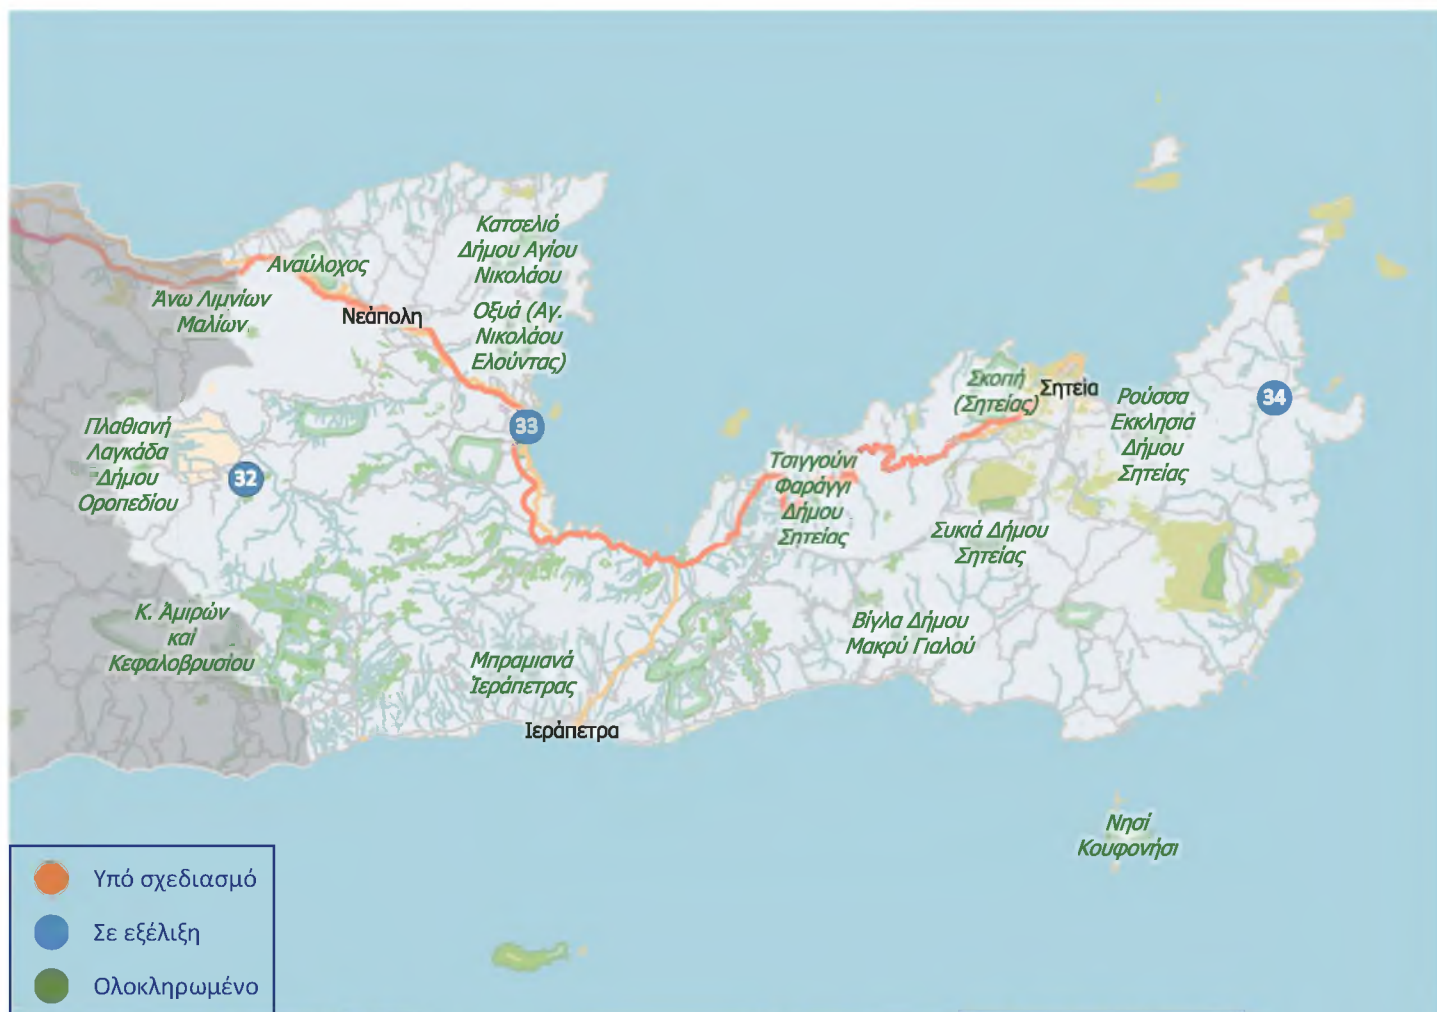 Κατσελιό
Δήμου Αγίου
Νικολάου
Αναύλοχος
Άνω Λιμνίων
Μαλίων
Νεάπολη
Οξυά (Αγ.
Νικολάου
Ελούντας)
Σκοπή
(Σητείας)
Σητεία
Ρούσσα
Εκκλησιά
Δήμου
Σητείας
34
33
Πλαθιανή
Λαγκάδα
Δήμου
Οροπεδίου
32
Τσιγγούνι
Φαράγγι
Δήμου
Σητείας
Συκιά Δήμου
Σητείας
Κ. Αμιρών
και
Κεφαλοβρυσίου
Βίγλα Δήμου
Μακρύ Γιαλού
Μπραμιανά
Ιεράπετρας
Ιεράπετρα
Νησί
Κουφονήσι
Υπό σχεδιασμό
Σε εξέλιξη
Ολοκληρωμένο